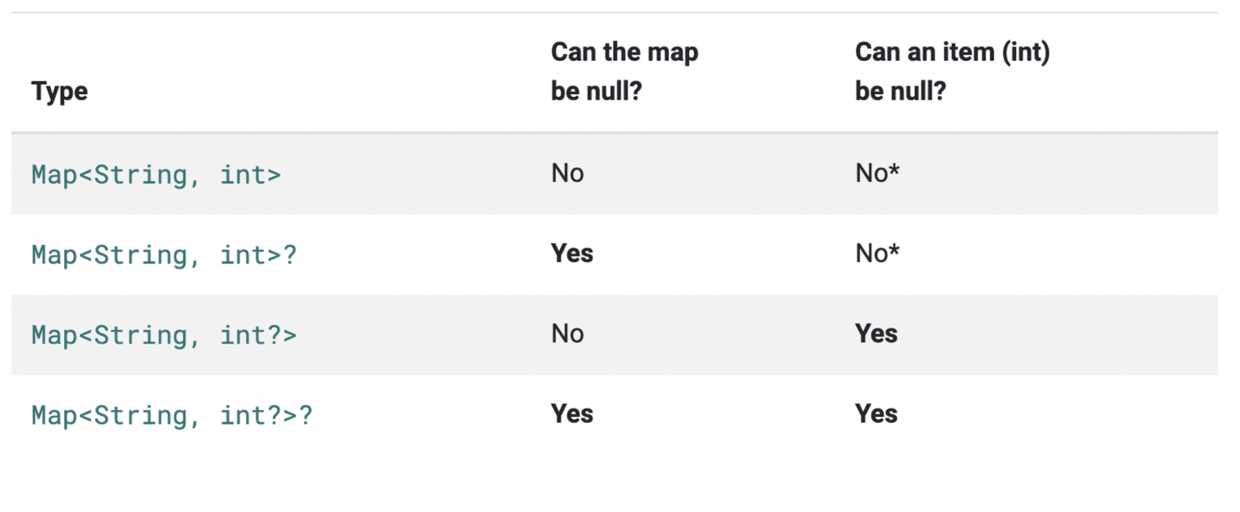 Type Can the map be null? Can an item (int) be null?
Map<String, int> No No*
Map<String, int>? Yes No*
Map<String, int?> No Yes
Map<String, int?>? Yes Yes